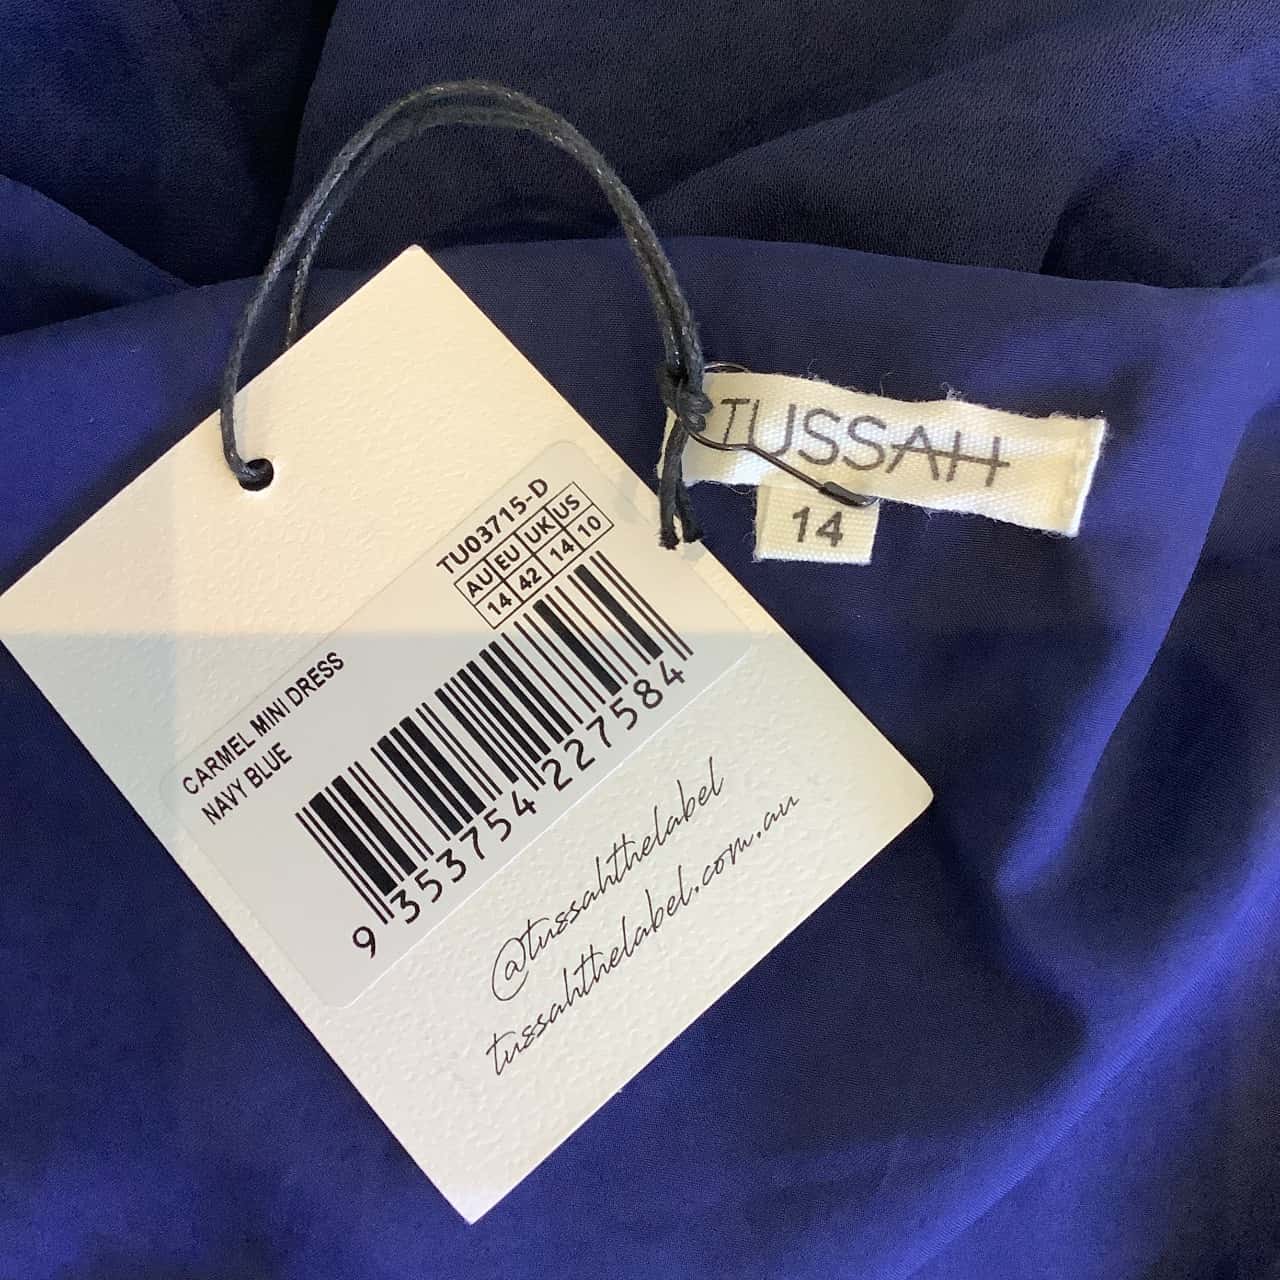 TUSSAH
14
TU03715-D
AU EU UK US
14 42 14 10
CARMEL MINI DRESS
NAVY BLUE
9 353754 227584
@tussahthelabel
tussahthelabel.com.au